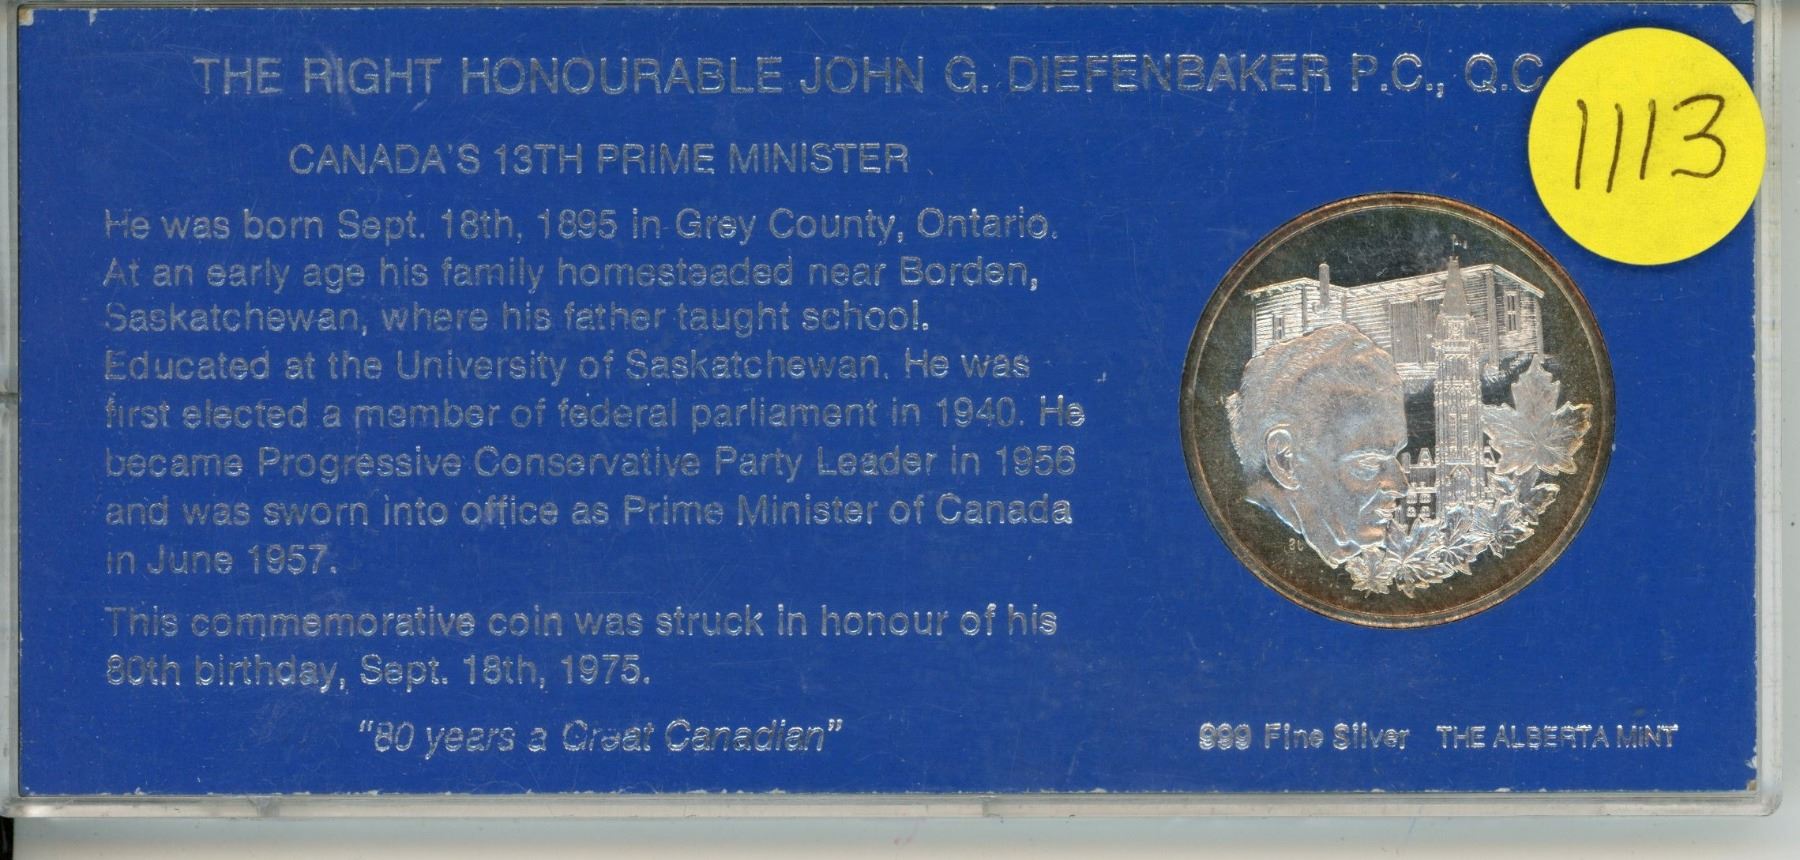 THE RIGHT HONOURABLE JOHN G. DIEFENBAKER P.C., Q.C
1113
CANADA'S 13TH PRIME MINISTER
He was born Sept. 18th, 1895 in Grey County, Ontario.
At an early age his family homesteaded near Borden,
Saskatchewan, where his father taught school.
Educated at the University of Saskatchewan. He was
first elected a member of federal parliament in 1940. He
became Progressive Conservative Party Leader in 1956
and was sworn into office as Prime Minister of Canada
in June 1957.
This commemorative coin was struck in honour of his
80th birthday, Sept. 18th, 1975.
"80 years a Great Canadian"
999 Fine Silver THE ALBERTA MINT